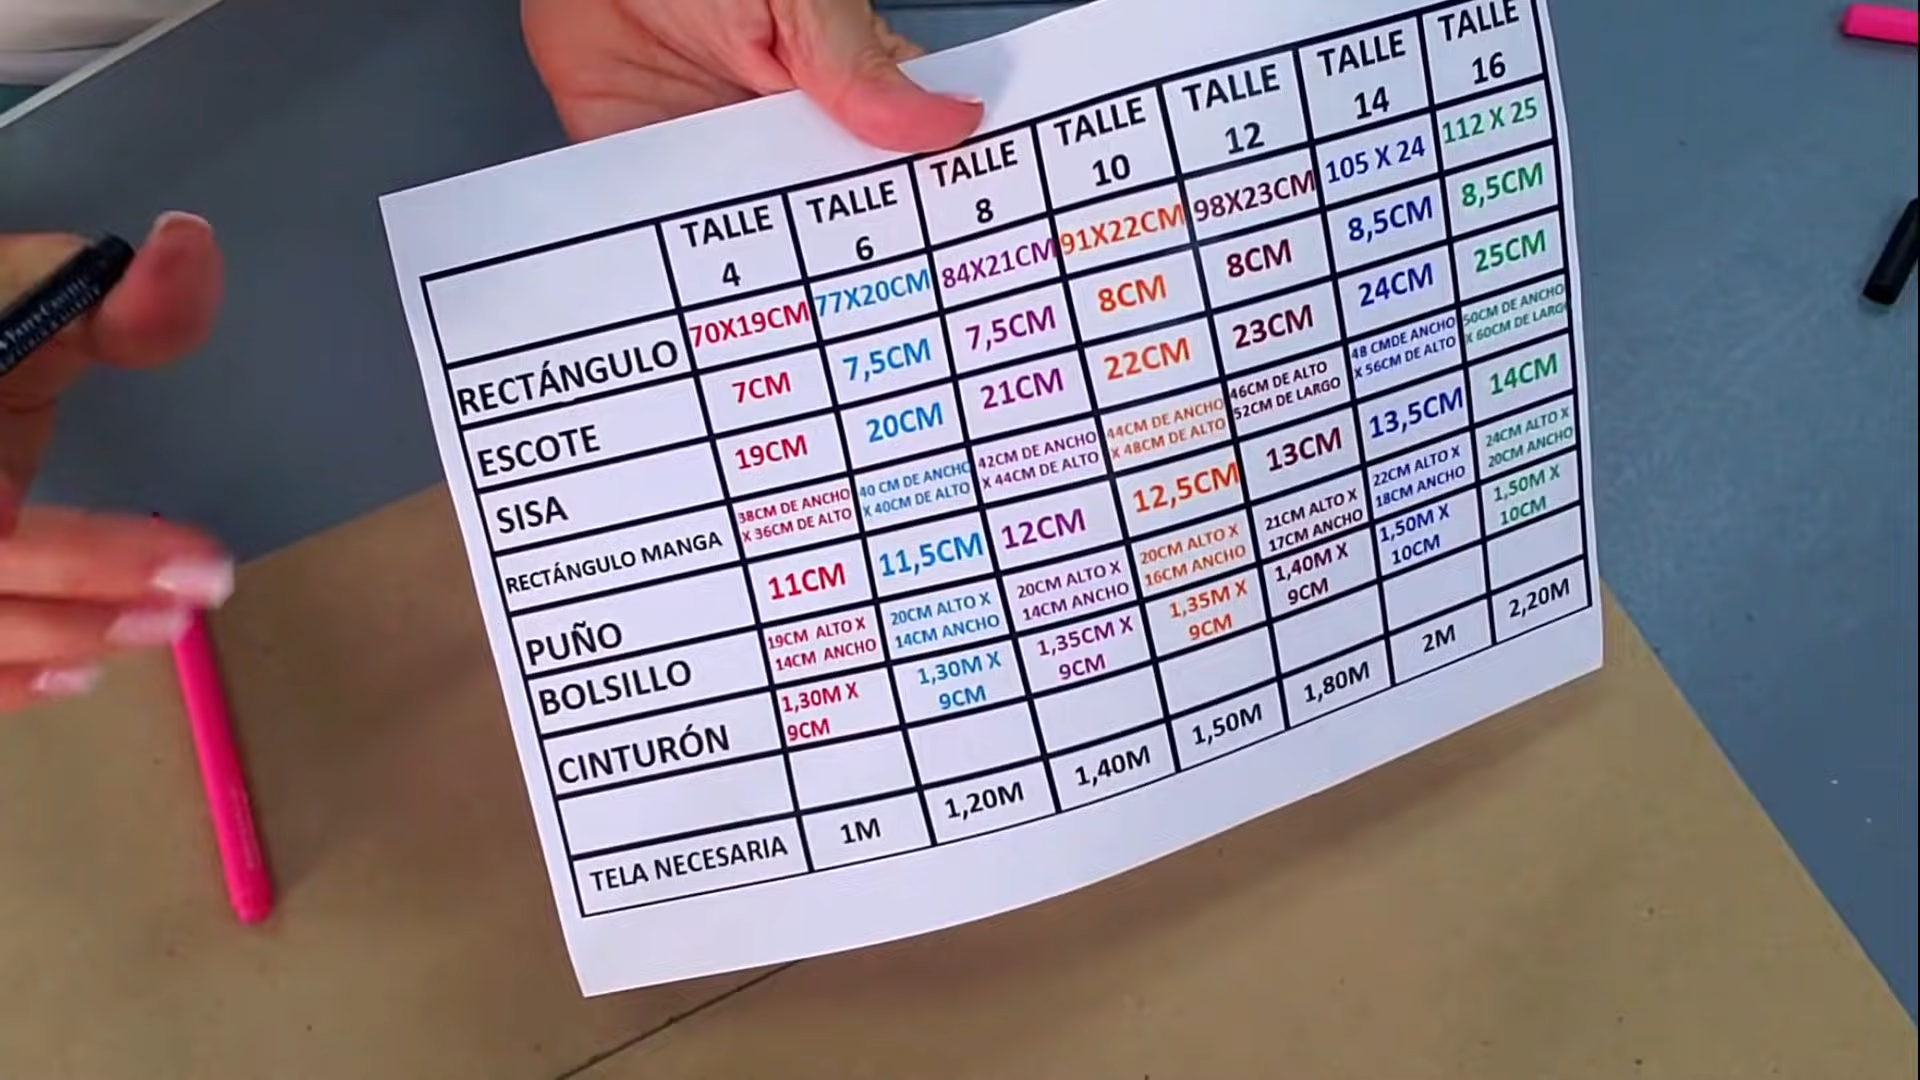 TALLE 4 TALLE 6 TALLE 8 TALLE 10 TALLE 12 TALLE 14 TALLE 16
RECTÁNGULO 70X19CM 77X20CM 84X21CM 91X22CM 98X23CM 105 X 24 112 X 25
ESCOTE 7CM 7,5CM 7,5CM 8CM 8CM 8,5CM 8,5CM
SISA 19CM 20CM 21CM 22CM 23CM 24CM 25CM
RECTÁNGULO MANGA 38CM DE ANCHO X 36CM DE ALTO 40 CM DE ANCHO X 40CM DE ALTO 42CM DE ANCHO X 44CM DE ALTO 44CM DE ANCHO X 48CM DE ALTO 46CM DE ALTO 52CM DE LARGO 48 CMDE ANCHO X 56CM DE ALTO 50CM DE ANCHO X 60CM DE LARGO
PUÑO 11CM 11,5CM 12CM 12,5CM 13CM 13,5CM 14CM
BOLSILLO 19CM ALTO X 14CM ANCHO 20CM ALTO X 14CM ANCHO 20CM ALTO X 14CM ANCHO 20CM ALTO X 16CM ANCHO 21CM ALTO X 17CM ANCHO 22CM ALTO X 18CM ANCHO 24CM ALTO X 20CM ANCHO
CINTURÓN 1,30M X 9CM 1,30M X 9CM 1,35CM X 9CM 1,35M X 9CM 1,40M X 9CM 1,50M X 10CM 1,50M X 10CM
TELA NECESARIA 1M 1,20M 1,40M 1,50M 1,80M 2M 2,20M